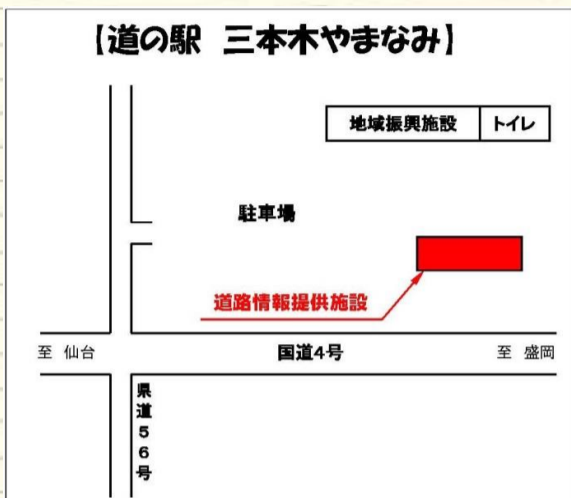 【道の駅 三本木やまなみ】
地域振興施設
トイレ
駐車場
道路情報提供施設
至 仙台
国道4号
至 盛岡
県道56号